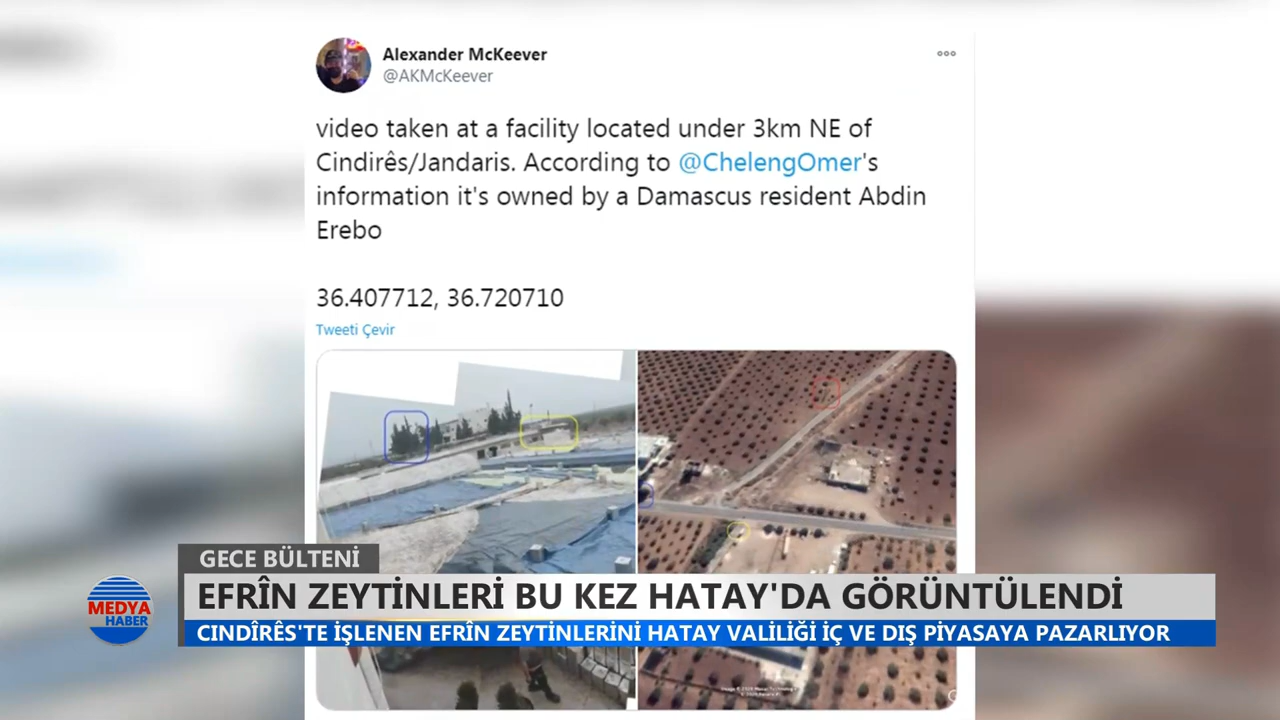 Alexander McKeever
@AKMcKeever
video taken at a facility located under 3km NE of
Cindirês/Jandaris. According to @ChelengOmer's
information it's owned by a Damascus resident Abdin
Erebo
36.407712, 36.720710
Tweeti Çevir
GECE BÜLTENİ
EFRÎN ZEYTİNLERİ BU KEZ HATAY'DA GÖRÜNTÜLENDİ
CINDÎRÊS'TE İŞLENEN EFRÎN ZEYTİNLERİNİ HATAY VALİLİĞİ İÇ VE DIŞ PİYASAYA PAZARLIYOR
MEDYA
HABER